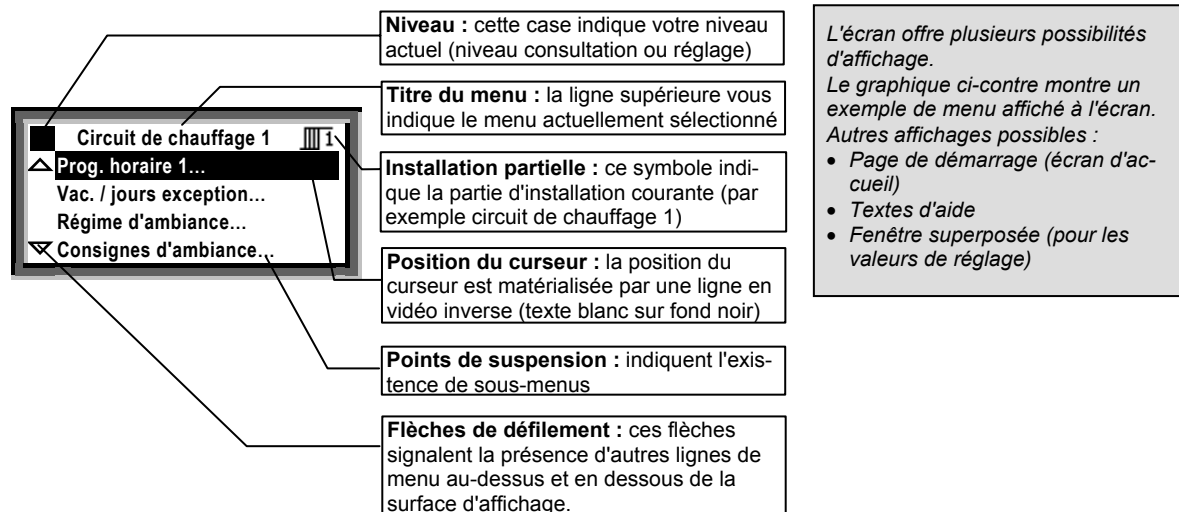 Niveau : cette case indique votre niveau
actuel (niveau consultation ou réglage)
Titre du menu : la ligne supérieure vous
indique le menu actuellement sélectionné
Circuit de chauffage 1 1
Prog. horaire 1...
Vac. / jours exception...
Régime d'ambiance...
Consignes d'ambiance...
Installation partielle : ce symbole indi-
que la partie d'installation courante (par
exemple circuit de chauffage 1)
Position du curseur : la position du
curseur est matérialisée par une ligne en
vidéo inverse (texte blanc sur fond noir)
Points de suspension : indiquent l'exis-
tence de sous-menus
Flèches de défilement : ces flèches
signalent la présence d'autres lignes de
menu au-dessus et en dessous de la
surface d'affichage.
L'écran offre plusieurs possibilités
d'affichage.
Le graphique ci-contre montre un
exemple de menu affiché à l'écran.
Autres affichages possibles :
• Page de démarrage (écran d'ac-
cueil)
• Textes d'aide
• Fenêtre superposée (pour les
valeurs de réglage)